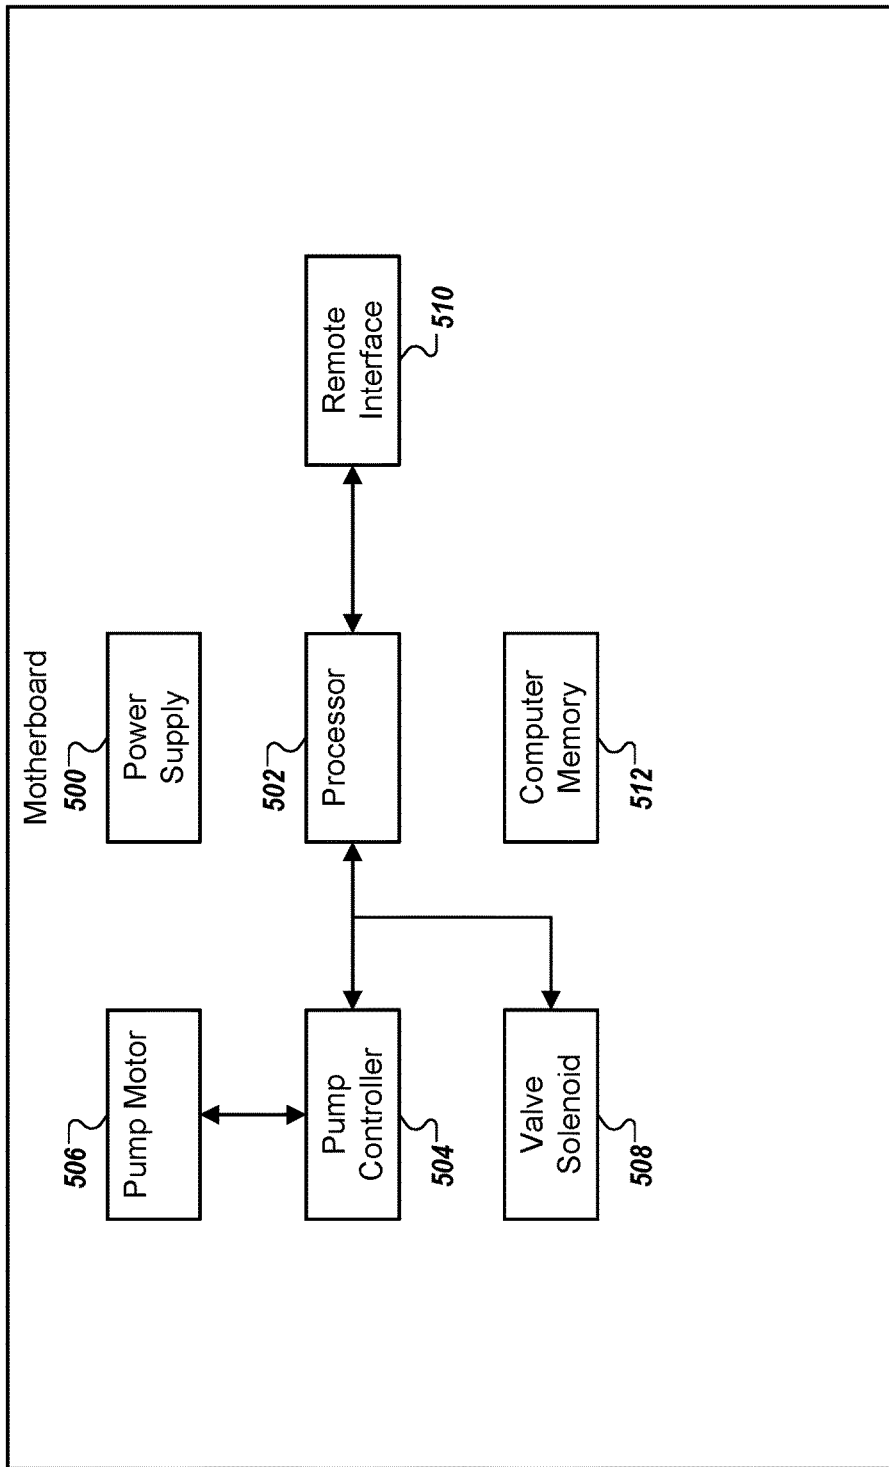 Motherboard
506
Pump Motor
500
Power
Supply
Pump
Controller
504
502
Processor
Remote
Interface
510
Valve
Solenoid
508
Computer
Memory
512